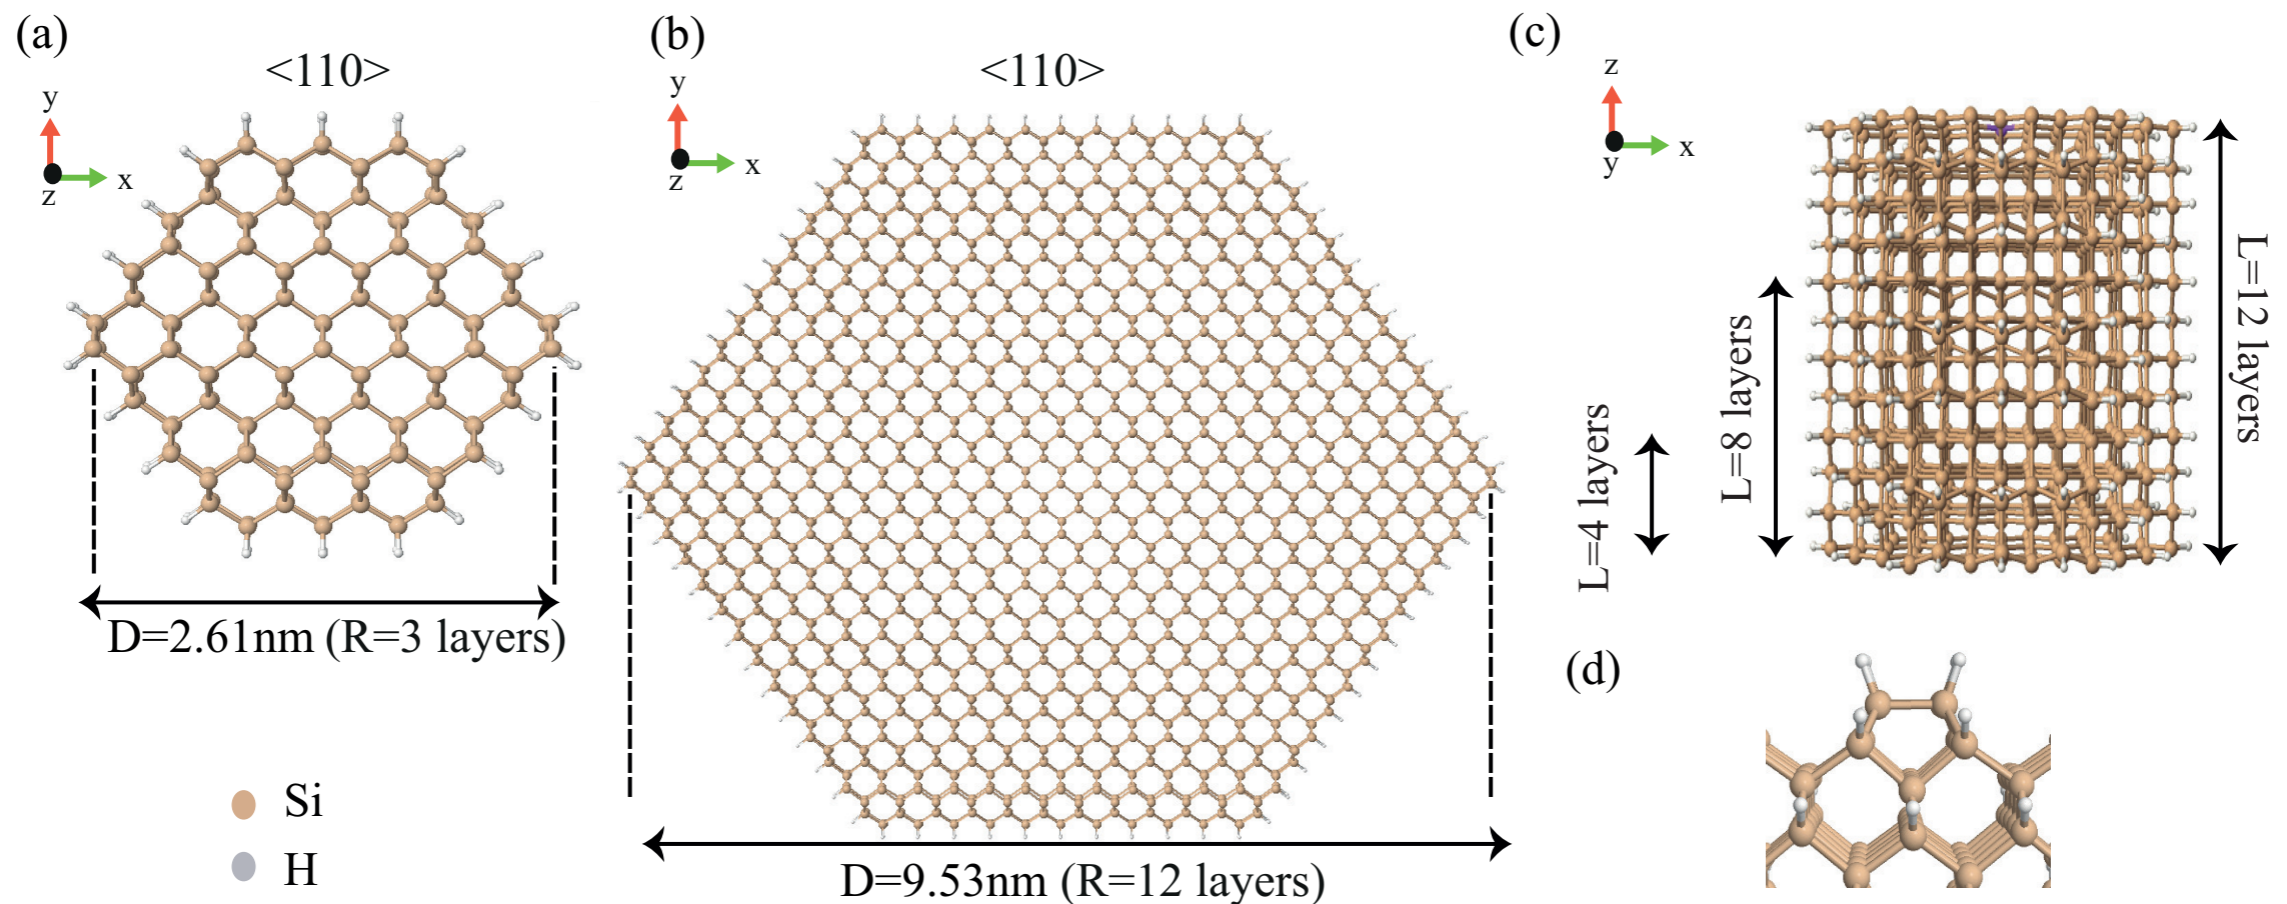 (a)
<110>
y
x
z
D=2.61nm (R=3 layers)
Si
H
(b)
<110>
y
x
z
D=9.53nm (R=12 layers)
(c)
z
x
y
L=4 layers
L=8 layers
L=12 layers
(d)